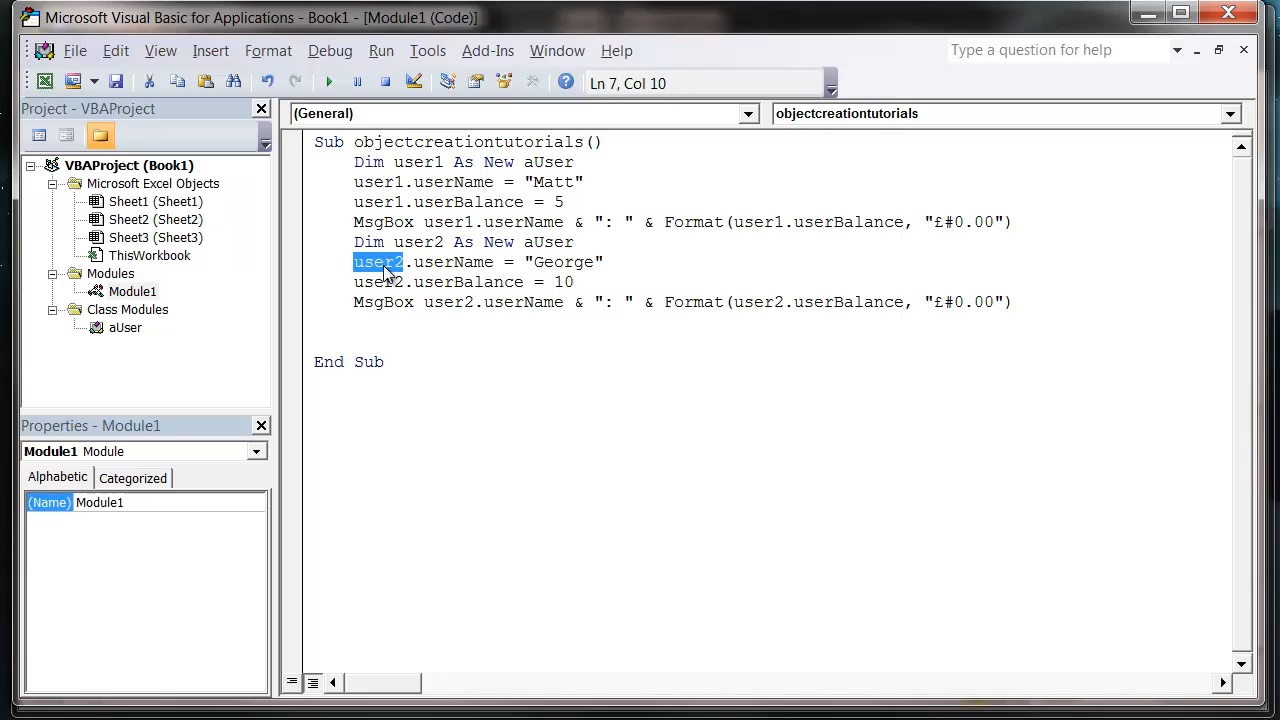 Microsoft Visual Basic for Applications - Book1 - [Module1 (Code)]
File Edit View Insert Format Debug Run Tools Add-Ins Window Help
Type a question for help
Ln 7, Col 10
Project - VBAProject
(General)
objectcreationtutorials
VBAProject (Book1)
Microsoft Excel Objects
Sheet1 (Sheet1)
Sheet2 (Sheet2)
Sheet3 (Sheet3)
ThisWorkbook
Modules
Module1
Class Modules
aUser
Properties - Module1
Module1 Module
Alphabetic Categorized
(Name) Module1
Sub objectcreationtutorials()
Dim user1 As New aUser
user1.userName = "Matt"
user1.userBalance = 5
MsgBox user1.userName & ": " & Format(user1.userBalance, "£#0.00")
Dim user2 As New aUser
user2.userName = "George"
user2.userBalance = 10
MsgBox user2.userName & ": " & Format(user2.userBalance, "£#0.00")
End Sub